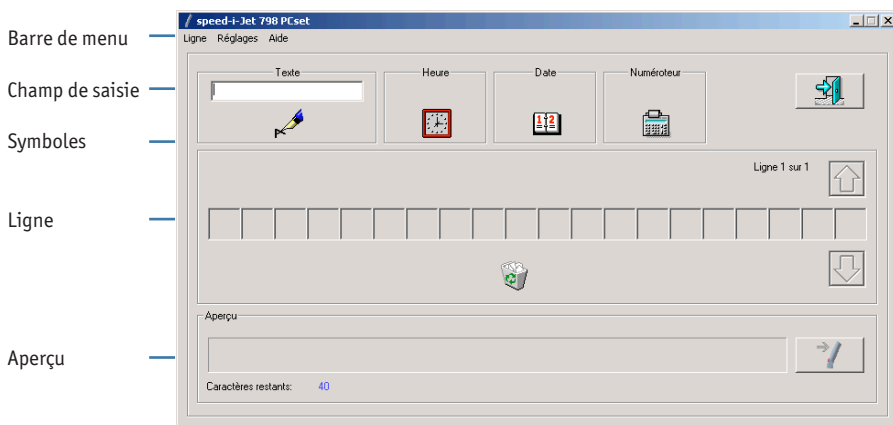 speed-i-Jet 798 PCset
Barre de menu
Ligne Réglages Aide
Texte Heure Date Numéroteur
Champ de saisie
Symboles
Ligne 1 sur 1
Ligne
Aperçu
Aperçu
Caractères restants: 40